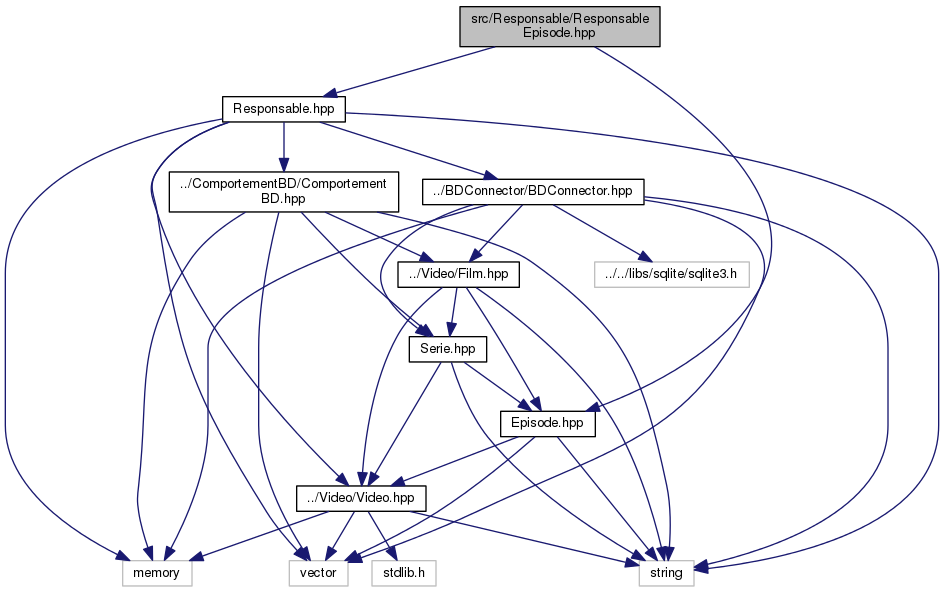 src/Responsable/Responsable
Episode.hpp
Responsable.hpp
../ComportementBD/Comportement
BD.hpp
../BDConnector/BDConnector.hpp
../Video/Film.hpp
../../libs/sqlite/sqlite3.h
Serie.hpp
Episode.hpp
../Video/Video.hpp
memory
vector
stdlib.h
string